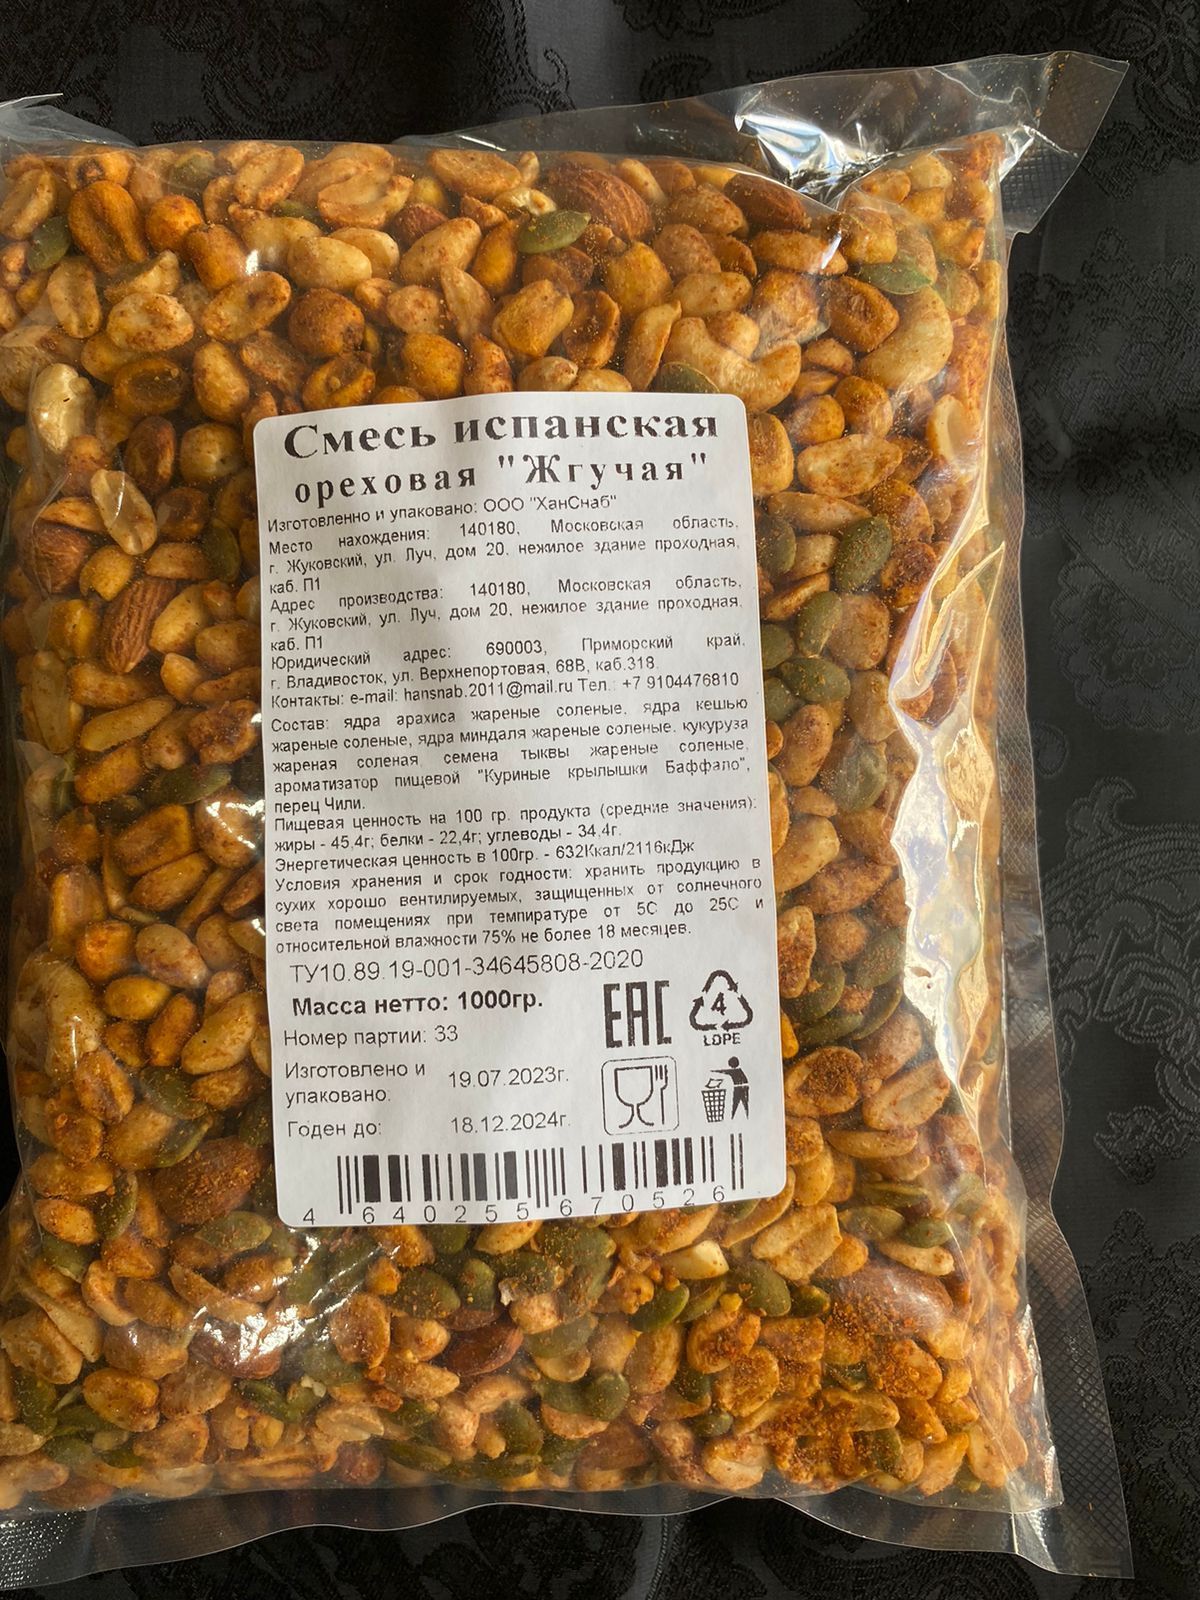 Смесь испанская
ореховая "Жгучая"
Изготовленно и упаковано: ООО "ХанСнаб"
Место нахождения: 140180, Московская область,
г. Жуковский, ул. Луч, дом 20, нежилое здание проходная,
каб. П1
Адрес производства: 140180, Московская область,
г. Жуковский, ул. Луч, дом 20, нежилое здание проходная,
каб. П1
Юридический адрес: 690003, Приморский край,
г. Владивосток, ул. Верхнепортовая, 68В, каб.318.
Контакты: e-mail: hansnab.2011@mail.ru Тел.: +7 9104476810
Состав: ядра арахиса жареные соленые. ядра кешью
жареные соленые, ядра миндаля жареные соленые. кукуруза
жареная соленая, семена тыквы жареные соленые,
ароматизатор пищевой "Куриные крылышки Баффало",
перец Чили.
Пищевая ценность на 100 гр. продукта (средние значения):
жиры - 45,4г; белки - 22,4г; углеводы - 34,4г.
Энергетическая ценность в 100гр. - 632Ккал/2116кДж
Условия хранения и срок годности: хранить продукцию в
сухих хорошо вентилируемых, защищенных от солнечного
света помещениях при темпиратуре от 5С до 25С и
относительной влажности 75% не более 18 месяцев.
ТУ10.89.19-001-34645808-2020
Масса нетто: 1000гр.
Номер партии: 33
EAC
4
LDPE
Изготовлено и
упаковано.
19.07.2023г.
Годен до:
18.12.2024г.
4 640255 670526